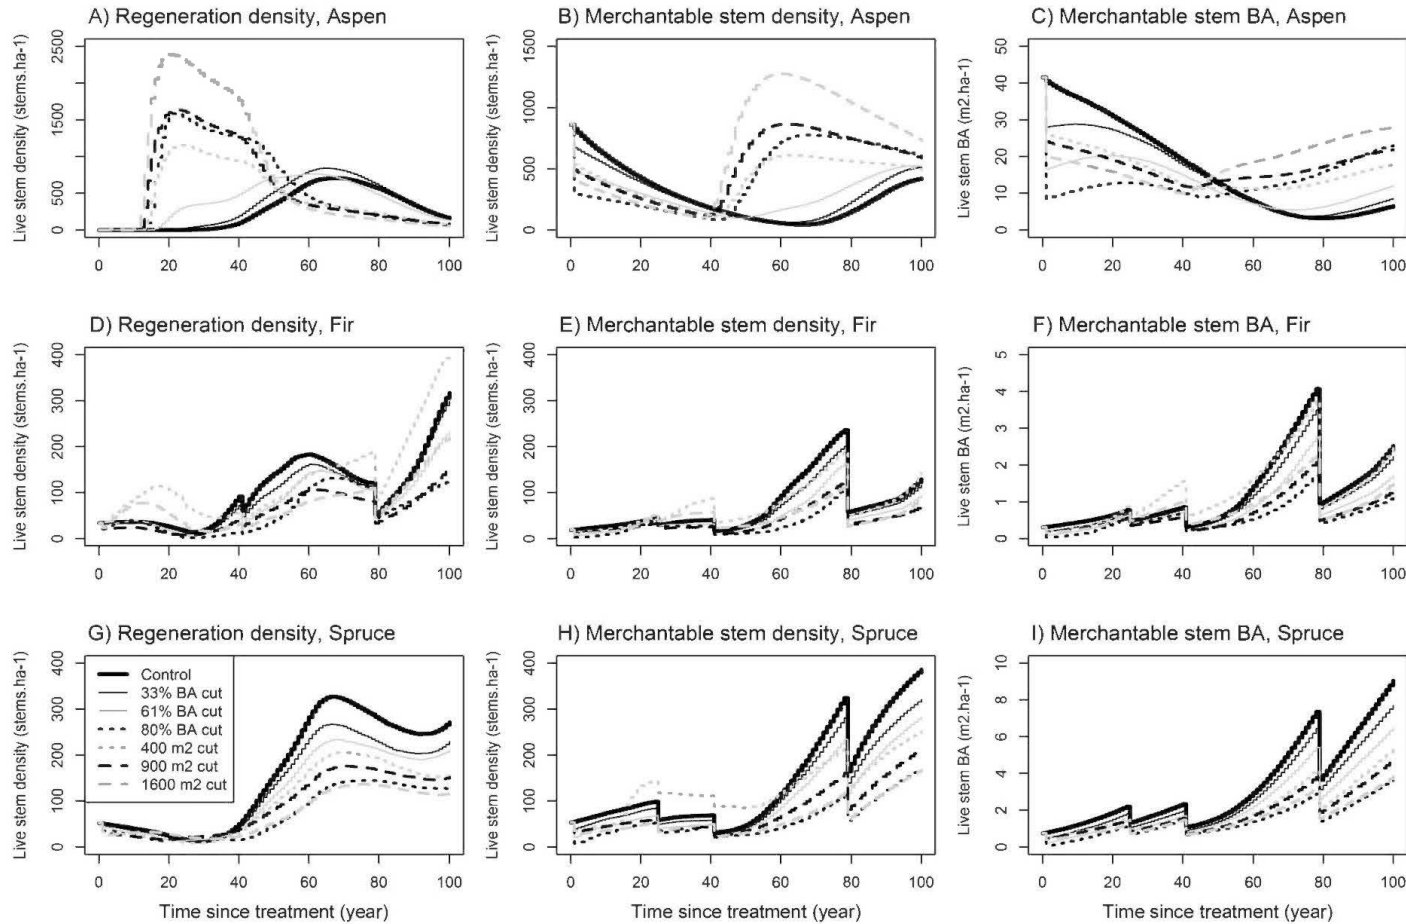 A) Regeneration density, Aspen
B) Merchantable stem density, Aspen
C) Merchantable stem BA, Aspen
Live stem density (stems.ha-1)
2500
1500
500
0
0 20 40 60 80 100
Live stem density (stems.ha-1)
1500
1000
500
0
0 20 40 60 80 100
Live stem BA (m2.ha-1)
50
40
30
20
10
0
0 20 40 60 80 100
D) Regeneration density, Fir
E) Merchantable stem density, Fir
F) Merchantable stem BA, Fir
Live stem density (stems.ha-1)
400
300
200
100
0
0 20 40 60 80 100
Live stem density (stems.ha-1)
400
300
200
100
0
0 20 40 60 80 100
Live stem BA (m2.ha-1)
5
4
3
2
1
0
0 20 40 60 80 100
G) Regeneration density, Spruce
H) Merchantable stem density, Spruce
I) Merchantable stem BA, Spruce
Live stem density (stems.ha-1)
400
300
200
100
0
Control
33% BA cut
61% BA cut
80% BA cut
400 m2 cut
900 m2 cut
1600 m2 cut
0 20 40 60 80 100
Time since treatment (year)
Live stem density (stems.ha-1)
400
300
200
100
0
0 20 40 60 80 100
Time since treatment (year)
Live stem BA (m2.ha-1)
10
8
6
4
2
0
0 20 40 60 80 100
Time since treatment (year)